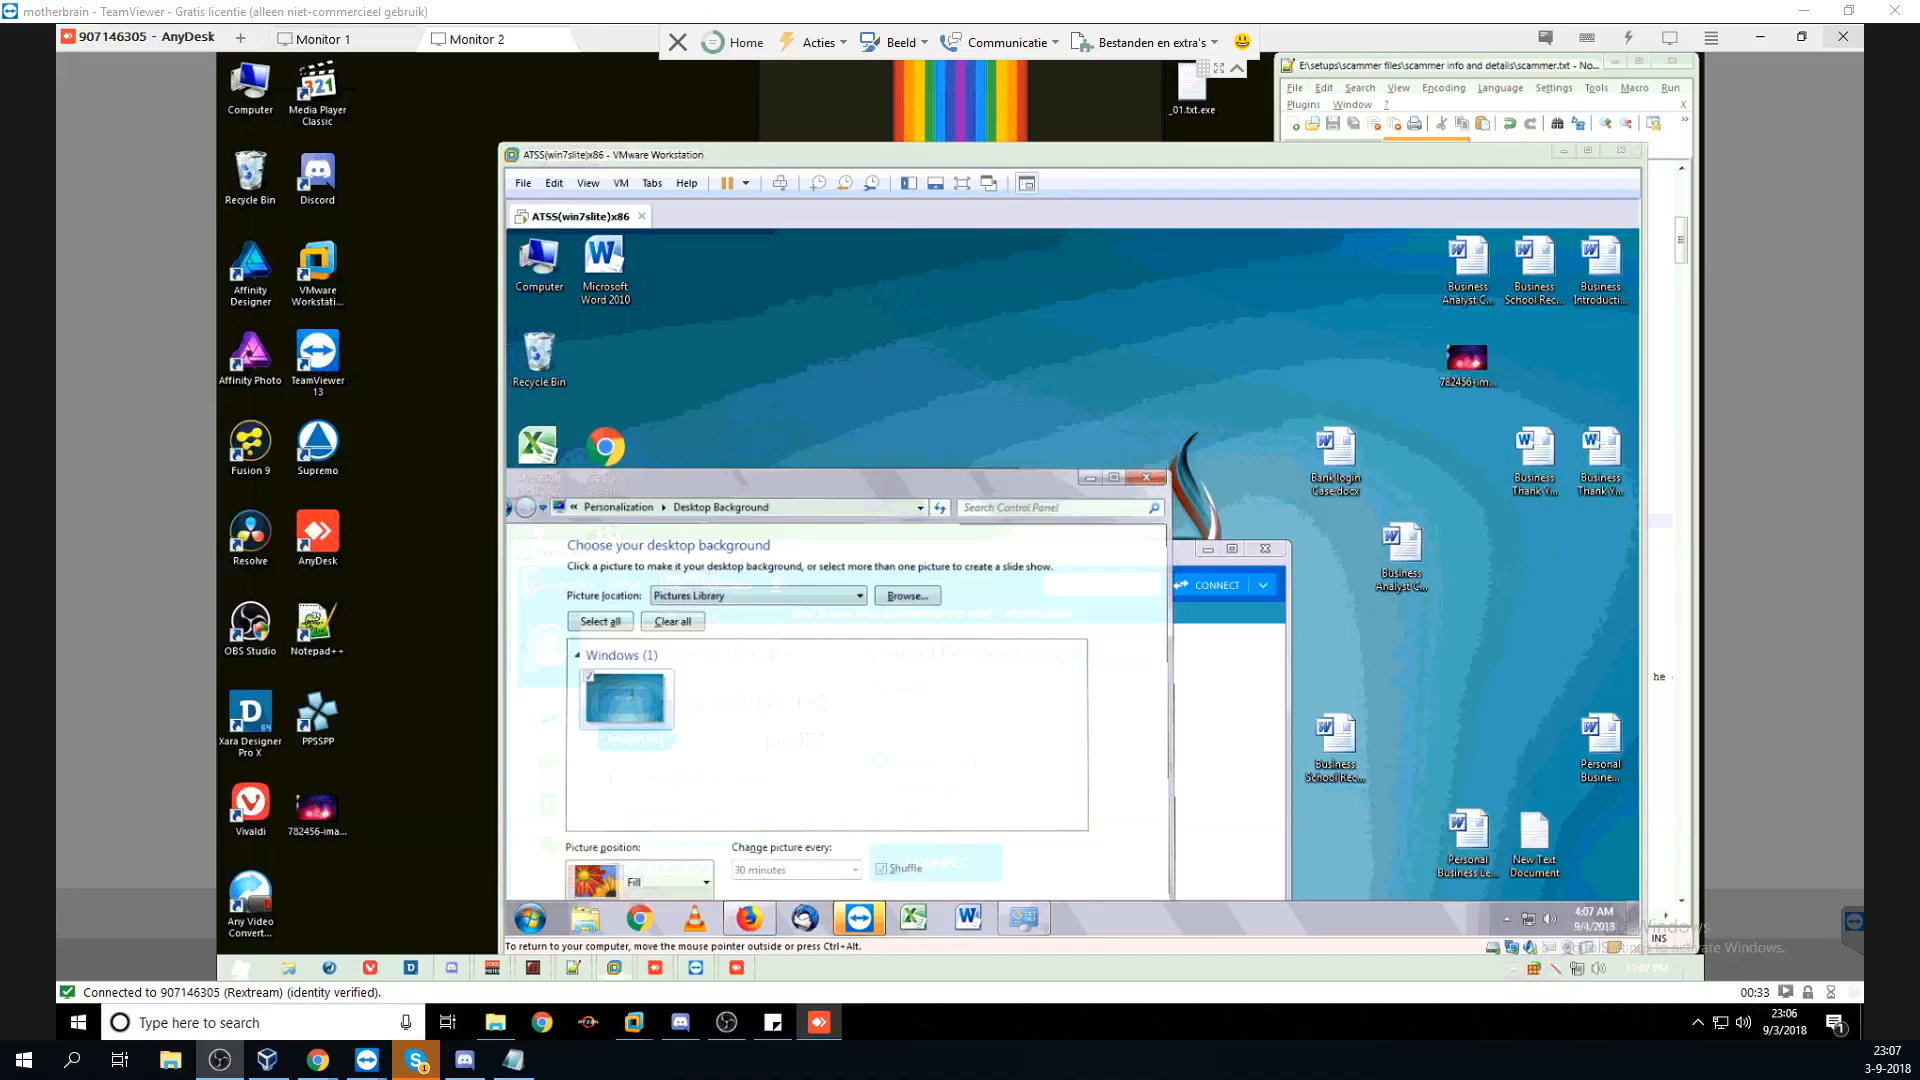 motherbrain - TeamViewer - Gratis licentie (alleen niet-commercieel gebruik)
907146305 - AnyDesk
Monitor 1
Monitor 2
Home
Acties
Beeld
Communicatie
Bestanden en extra's
Computer
Media Player Classic
_01.txt.exe
E:\setups\scammer files\scammer info and details\scammer.txt - No...
File Edit Search View Encoding Language Settings Tools Macro Run
Plugins Window ?
Recycle Bin
Discord
Affinity Designer
VMware Workstati...
Affinity Photo
TeamViewer 13
Fusion 9
Supremo
Resolve
AnyDesk
OBS Studio
Notepad++
Xara Designer Pro X
PPSSPP
Vivaldi
782456-ima...
Any Video Convert...
ATSS(win7slite)x86 - VMware Workstation
File Edit View VM Tabs Help
ATSS(win7slite)x86
Computer
Microsoft Word 2010
Recycle Bin
Business Analyst C...
Business School Rec...
Business Introducti...
782456-im...
Bank login Case.docx
Business Thank Y...
Business Thank Y...
Business Analyst C...
Business School Rec...
Personal Busine...
Personal Business Le...
New Text Document
« Personalization
Desktop Background
Search Control Panel
Choose your desktop background
Click a picture to make it your desktop background, or select more than one picture to create a slide show.
Picture location:
Pictures Library
Browse...
Select all
Clear all
Windows (1)
Picture position:
Fill
Change picture every:
30 minutes
Shuffle
CONNECT
he
4:07 AM
9/4/2018
To return to your computer, move the mouse pointer outside or press Ctrl+Alt.
INS
11:07 PM
Connected to 907146305 (Rextream) (identity verified).
00:33
Type here to search
23:06
9/3/2018
1
23:07
3-9-2018